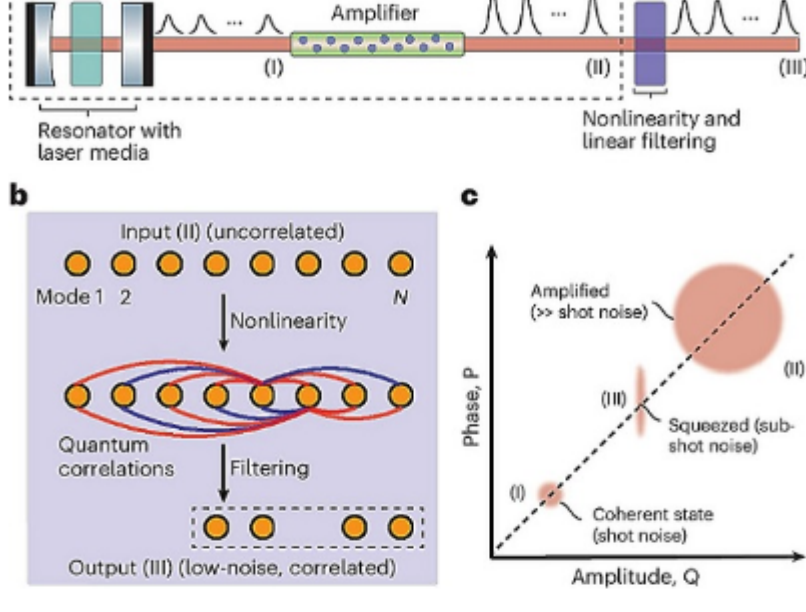 Amplifier
...
...
...
(I)
(II)
(III)
Resonator with
laser media
Nonlinearity and
linear filtering
b
Input (II) (uncorrelated)
Mode 1
2
N
Nonlinearity
Quantum
correlations
Filtering
Output (III) (low-noise, correlated)
c
Phase, P
Amplified
(>> shot noise)
(II)
(III)
Squeezed (sub-
shot noise)
(I)
Coherent state
(shot noise)
Amplitude, Q